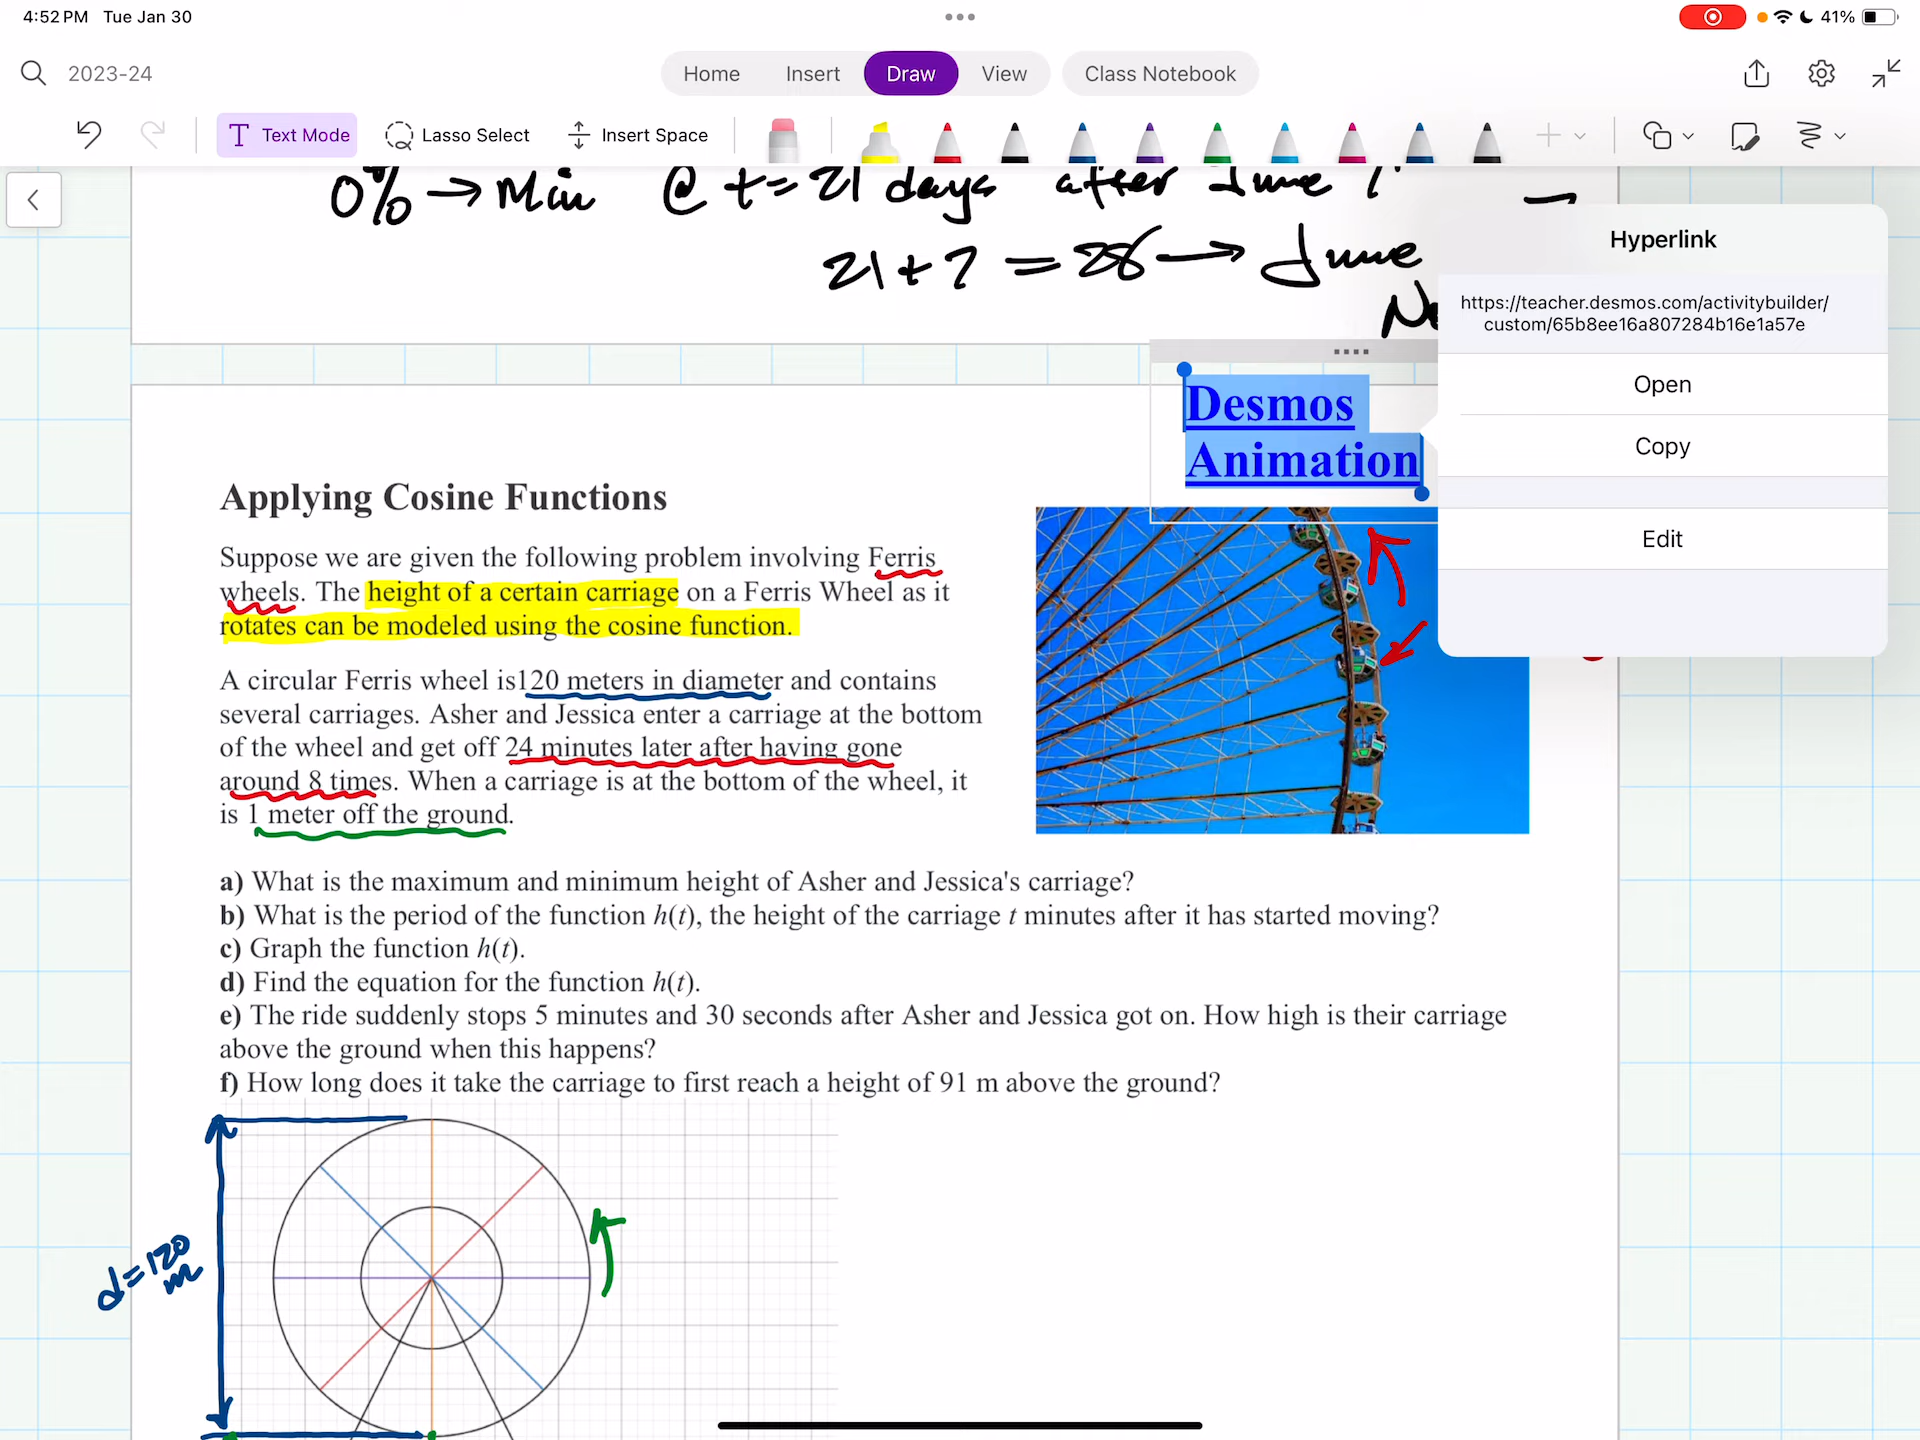 4:52 PM Tue Jan 30
41%
2023-24
Home Insert Draw View Class Notebook
Text Mode Lasso Select Insert Space
0% → Min @ t = 21 days after June 7
21 + 7 = 28 → June
Hyperlink
https://teacher.desmos.com/activitybuilder/
custom/65b8ee16a807284b16e1a57e
Open
Copy
Edit
Desmos
Animation
Applying Cosine Functions
Suppose we are given the following problem involving Ferris
wheels. The height of a certain carriage on a Ferris Wheel as it
rotates can be modeled using the cosine function.
A circular Ferris wheel is120 meters in diameter and contains
several carriages. Asher and Jessica enter a carriage at the bottom
of the wheel and get off 24 minutes later after having gone
around 8 times. When a carriage is at the bottom of the wheel, it
is 1 meter off the ground.
a) What is the maximum and minimum height of Asher and Jessica's carriage?
b) What is the period of the function h(t), the height of the carriage t minutes after it has started moving?
c) Graph the function h(t).
d) Find the equation for the function h(t).
e) The ride suddenly stops 5 minutes and 30 seconds after Asher and Jessica got on. How high is their carriage
above the ground when this happens?
f) How long does it take the carriage to first reach a height of 91 m above the ground?
d = 120
m